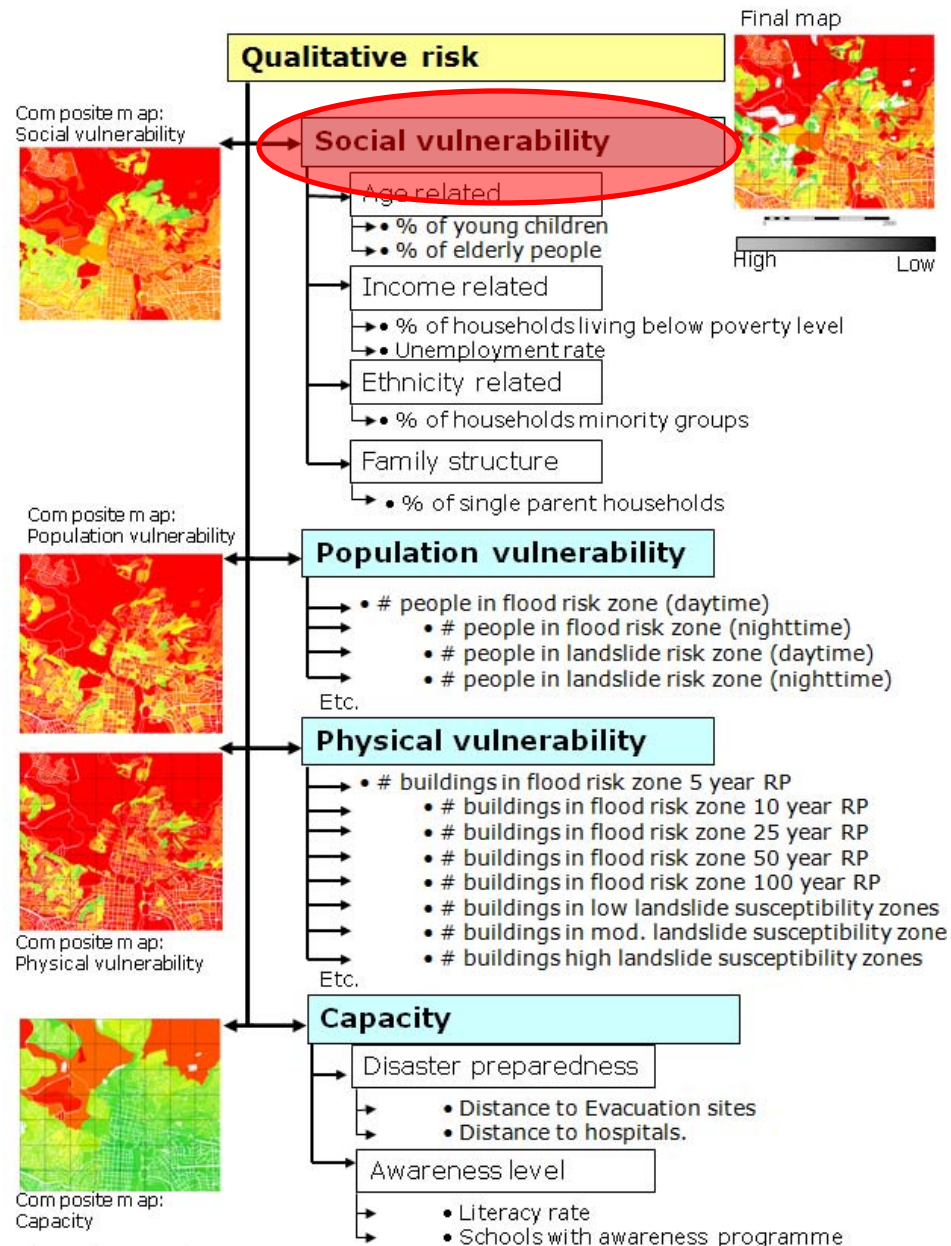 Final map
Qualitative risk
Composite map:
Social vulnerability
Social vulnerability
Age related
• % of young children
• % of elderly people
High
Low
Income related
• % of households living below poverty level
• Unemployment rate
Ethnicity related
• % of households minority groups
Family structure
• % of single parent households
Composite map:
Population vulnerability
Population vulnerability
• # people in flood risk zone (daytime)
• # people in flood risk zone (nighttime)
• # people in landslide risk zone (daytime)
• # people in landslide risk zone (nighttime)
Etc.
Physical vulnerability
• # buildings in flood risk zone 5 year RP
• # buildings in flood risk zone 10 year RP
• # buildings in flood risk zone 25 year RP
• # buildings in flood risk zone 50 year RP
• # buildings in flood risk zone 100 year RP
• # buildings in low landslide susceptibility zones
• # buildings in mod. landslide susceptibility zone
• # buildings high landslide susceptibility zones
Etc.
Composite map:
Physical vulnerability
Capacity
Disaster preparedness
• Distance to Evacuation sites
• Distance to hospitals.
Awareness level
• Literacy rate
• Schools with awareness programme
Composite map:
Capacity